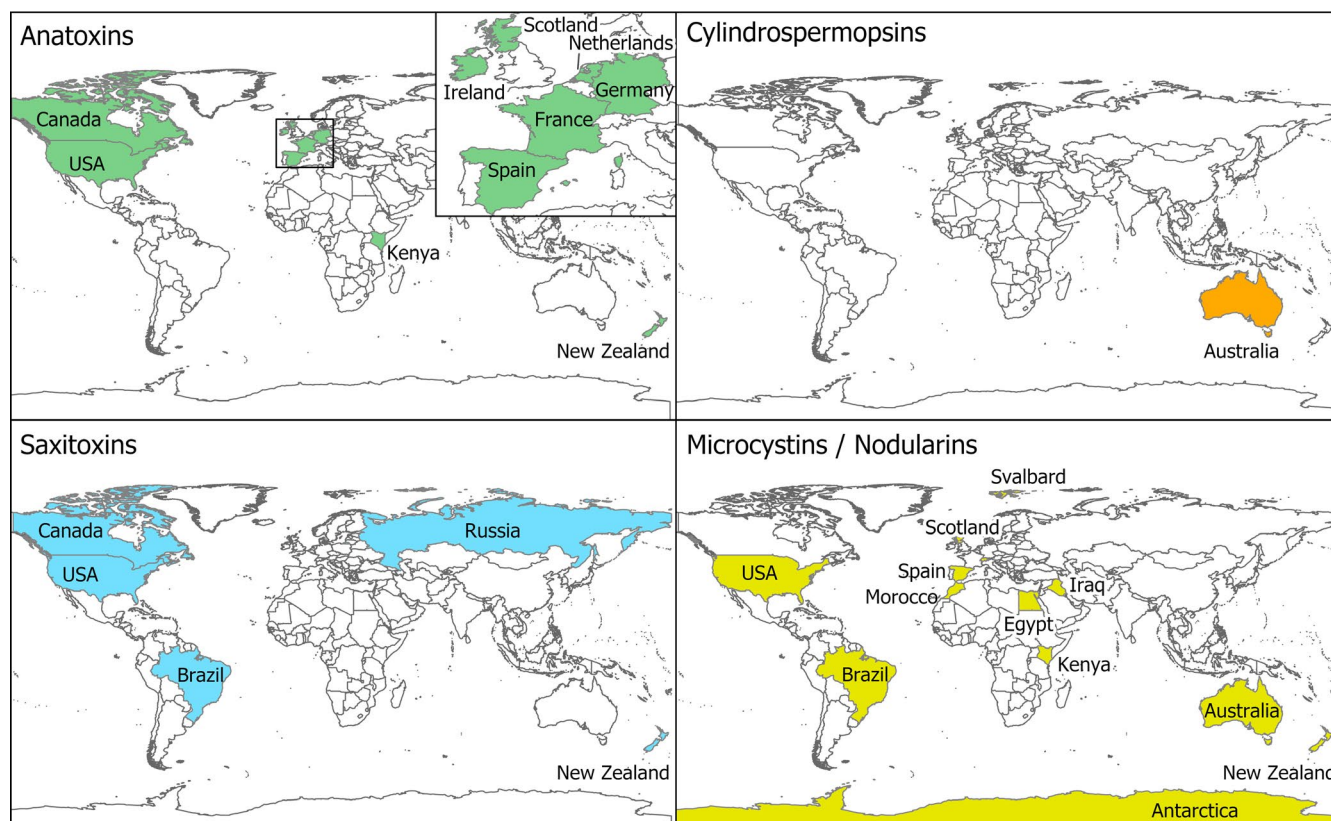 Anatoxins
Scotland
Netherlands
Ireland
Germany
France
Spain
Canada
USA
Kenya
New Zealand
Cylindrospermopsins
Australia
Saxitoxins
Canada
USA
Russia
Brazil
New Zealand
Microcystins / Nodularins
Svalbard
Scotland
USA
Spain
Morocco
Iraq
Egypt
Kenya
Brazil
Australia
New Zealand
Antarctica